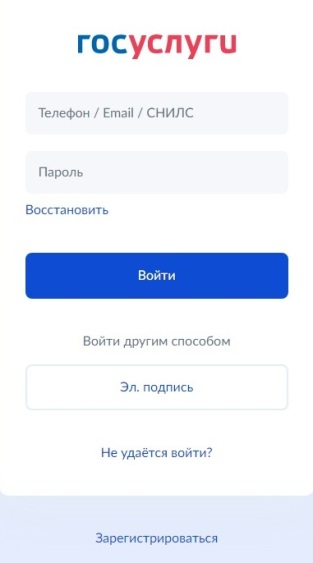 госуслуги
Телефон / Email / СНИЛС
Пароль
Восстановить
Войти
Войти другим способом
Эл. подпись
Не удаётся войти?
Зарегистрироваться